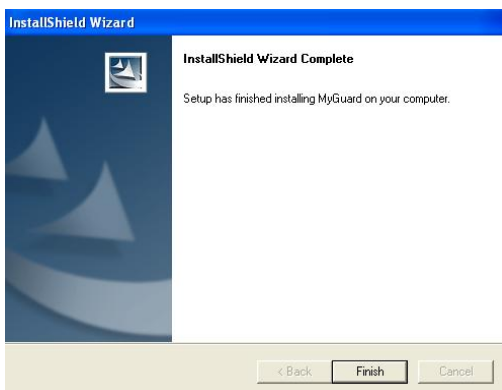 InstallShield Wizard
InstallShield Wizard Complete
Setup has finished installing MyGuard on your computer.
< Back
Finish
Cancel